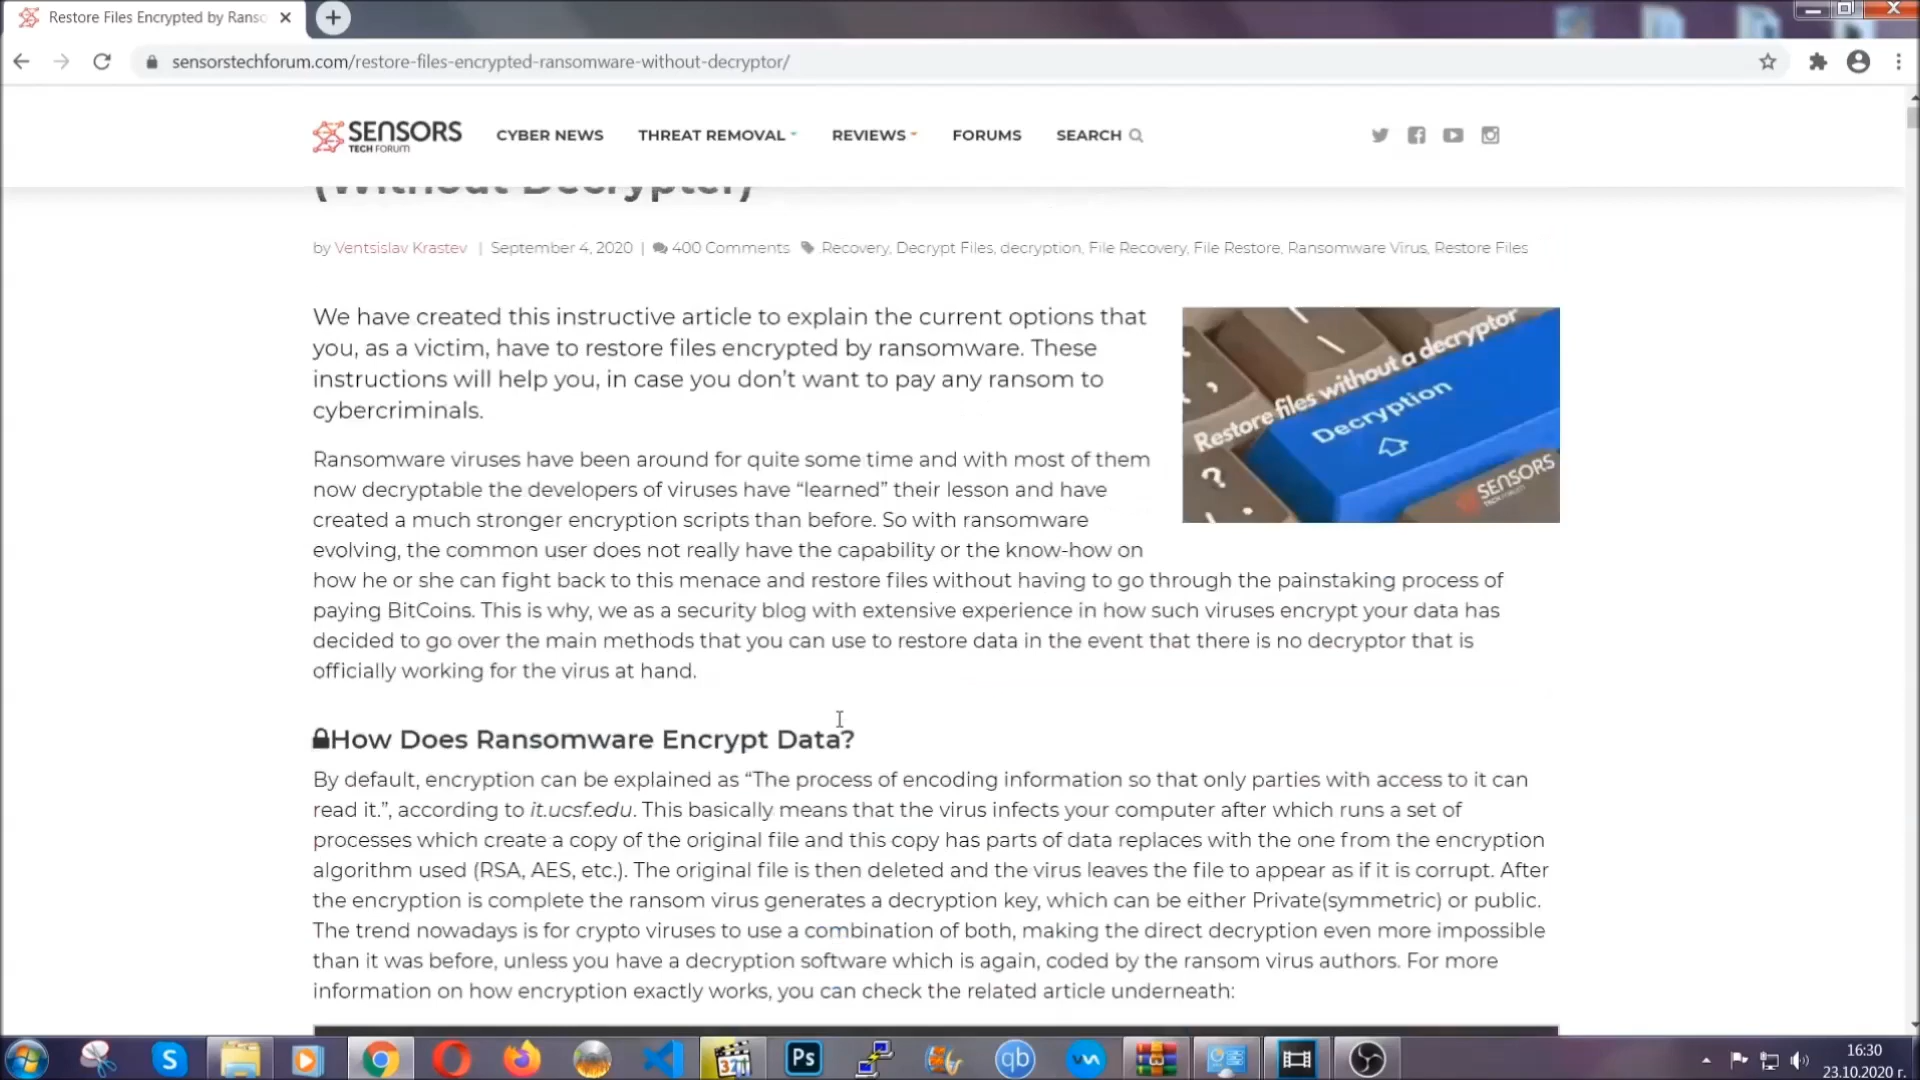 Restore Files Encrypted by Ranso
sensorstechforum.com/restore-files-encrypted-ransomware-without-decryptor/
SENSORS
TECH FORUM
CYBER NEWS THREAT REMOVAL REVIEWS FORUMS SEARCH
(Without Decrypter)
by Ventsislav Krastev | September 4, 2020 | 400 Comments Recovery, Decrypt Files, decryption, File Recovery, File Restore, Ransomware Virus, Restore Files
We have created this instructive article to explain the current options that
you, as a victim, have to restore files encrypted by ransomware. These
instructions will help you, in case you don’t want to pay any ransom to
cybercriminals.
Restore files without a decryptor
Decryption
SENSORS
TECH FORUM
Ransomware viruses have been around for quite some time and with most of them
now decryptable the developers of viruses have “learned” their lesson and have
created a much stronger encryption scripts than before. So with ransomware
evolving, the common user does not really have the capability or the know-how on
how he or she can fight back to this menace and restore files without having to go through the painstaking process of
paying BitCoins. This is why, we as a security blog with extensive experience in how such viruses encrypt your data has
decided to go over the main methods that you can use to restore data in the event that there is no decryptor that is
officially working for the virus at hand.
How Does Ransomware Encrypt Data?
By default, encryption can be explained as “The process of encoding information so that only parties with access to it can
read it.”, according to it.ucsf.edu. This basically means that the virus infects your computer after which runs a set of
processes which create a copy of the original file and this copy has parts of data replaces with the one from the encryption
algorithm used (RSA, AES, etc.). The original file is then deleted and the virus leaves the file to appear as if it is corrupt. After
the encryption is complete the ransom virus generates a decryption key, which can be either Private(symmetric) or public.
The trend nowadays is for crypto viruses to use a combination of both, making the direct decryption even more impossible
than it was before, unless you have a decryption software which is again, coded by the ransom virus authors. For more
information on how encryption exactly works, you can check the related article underneath:
321
Ps
qb
16:30
23.10.2020 г.